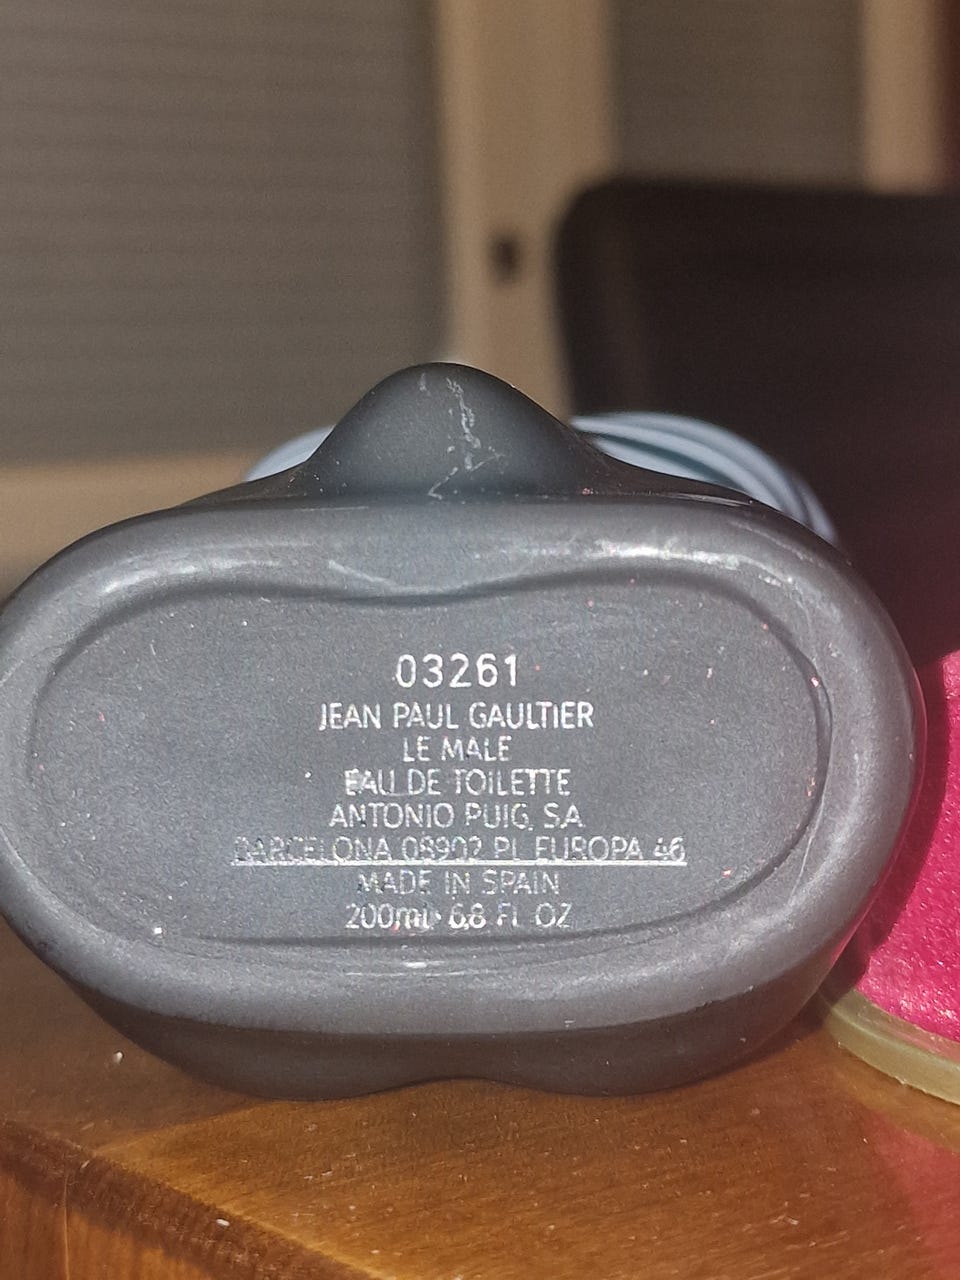 03261
JEAN PAUL GAULTIER
LE MALE
EAU DE TOILETTE
ANTONIO PUIG, S.A
BARCELONA 08902 PL EUROPA 46
MADE IN SPAIN
200ml 6,8 Fl OZ